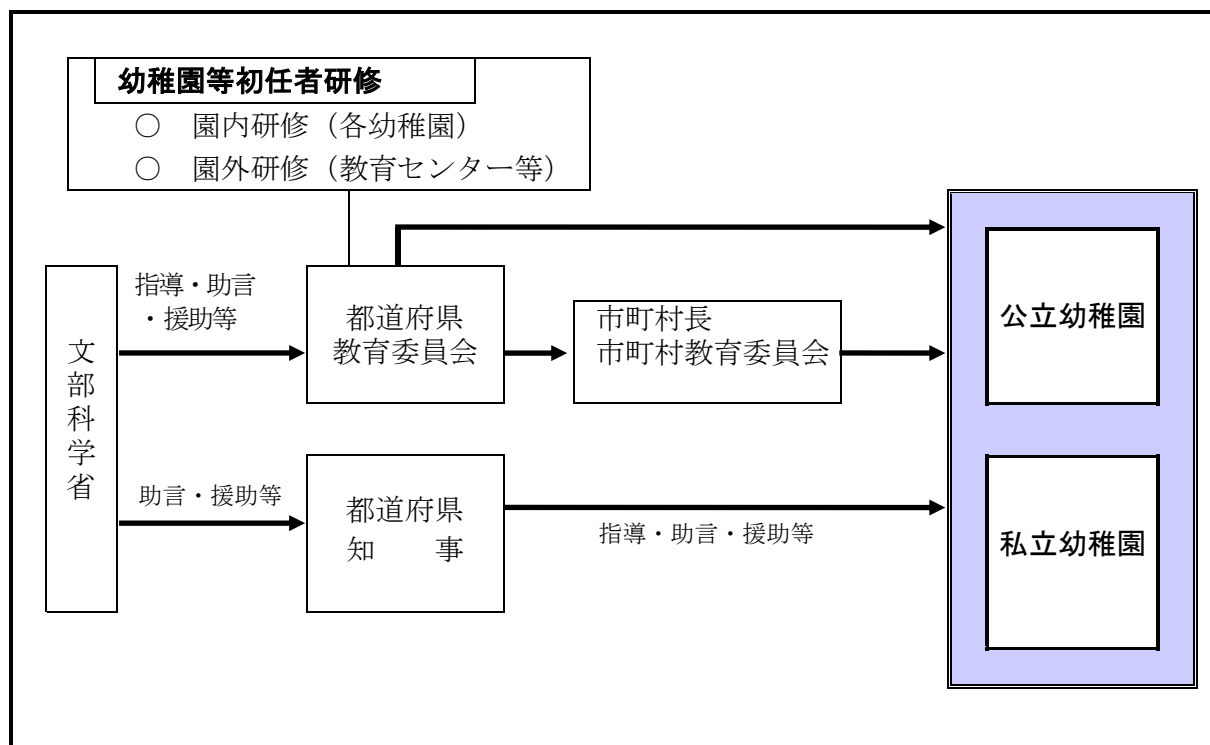 幼稚園等初任者研修
○ 園内研修（各幼稚園）
○ 園外研修（教育センター等）
指導・助言
・援助等
文部科学省
都道府県
教育委員会
市町村長
市町村教育委員会
公立幼稚園
助言・援助等
都道府県
知　　事
指導・助言・援助等
私立幼稚園